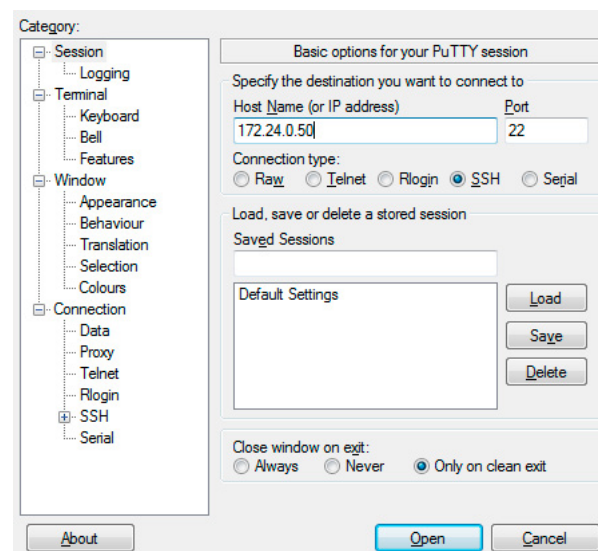 Category:
Session
Logging
Terminal
Keyboard
Bell
Features
Window
Appearance
Behaviour
Translation
Selection
Colours
Connection
Data
Proxy
Telnet
Rlogin
SSH
Serial
Basic options for your PuTTY session
Specify the destination you want to connect to
Host Name (or IP address) Port
172.24.0.50 22
Connection type:
Raw Telnet Rlogin SSH Serial
Load, save or delete a stored session
Saved Sessions
Default Settings
Load
Save
Delete
Close window on exit:
Always Never Only on clean exit
About Open Cancel